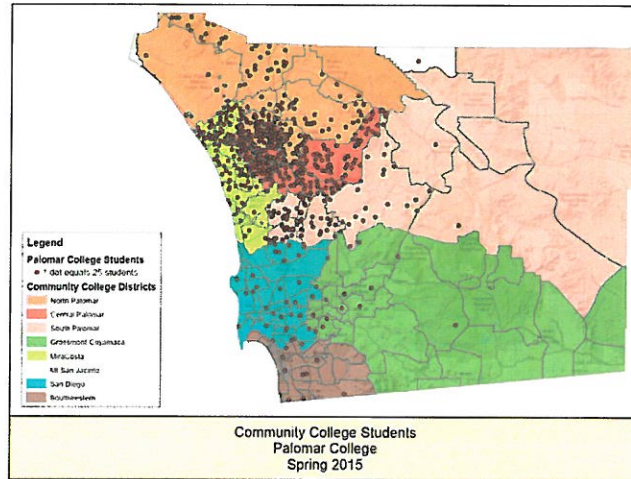 Legend
Palomar College Students
* dot equals 25 students
Community College Districts
North Palomar
Central Palomar
South Palomar
Grossmont Cuyamaca
MiraCosta
Mt San Jacinto
San Diego
Southwestern
Community College Students
Palomar College
Spring 2015